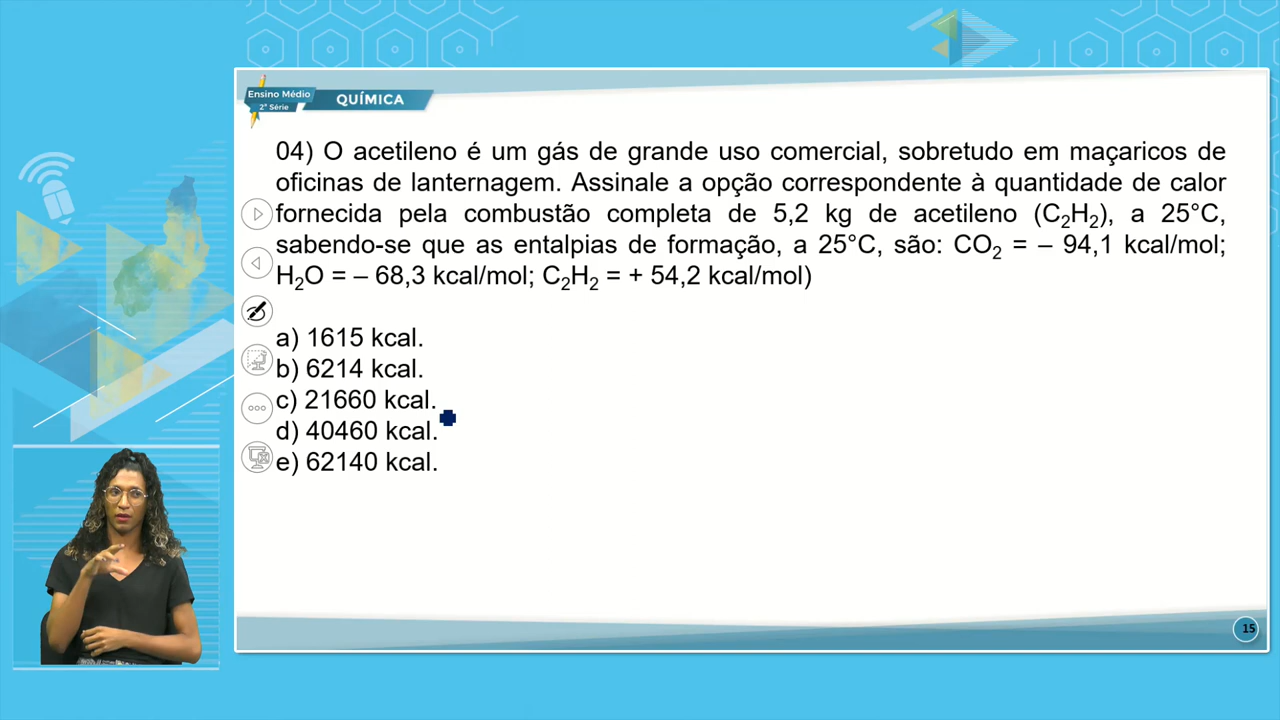 Ensino Médio
2ª Série
QUÍMICA
04) O acetileno é um gás de grande uso comercial, sobretudo em maçaricos de
oficinas de lanternagem. Assinale a opção correspondente à quantidade de calor
fornecida pela combustão completa de 5,2 kg de acetileno (C₂H₂), a 25°C,
sabendo-se que as entalpias de formação, a 25°C, são: CO₂ = – 94,1 kcal/mol;
H₂O = – 68,3 kcal/mol; C₂H₂ = + 54,2 kcal/mol)
a) 1615 kcal.
b) 6214 kcal.
c) 21660 kcal.
d) 40460 kcal.
e) 62140 kcal.
15